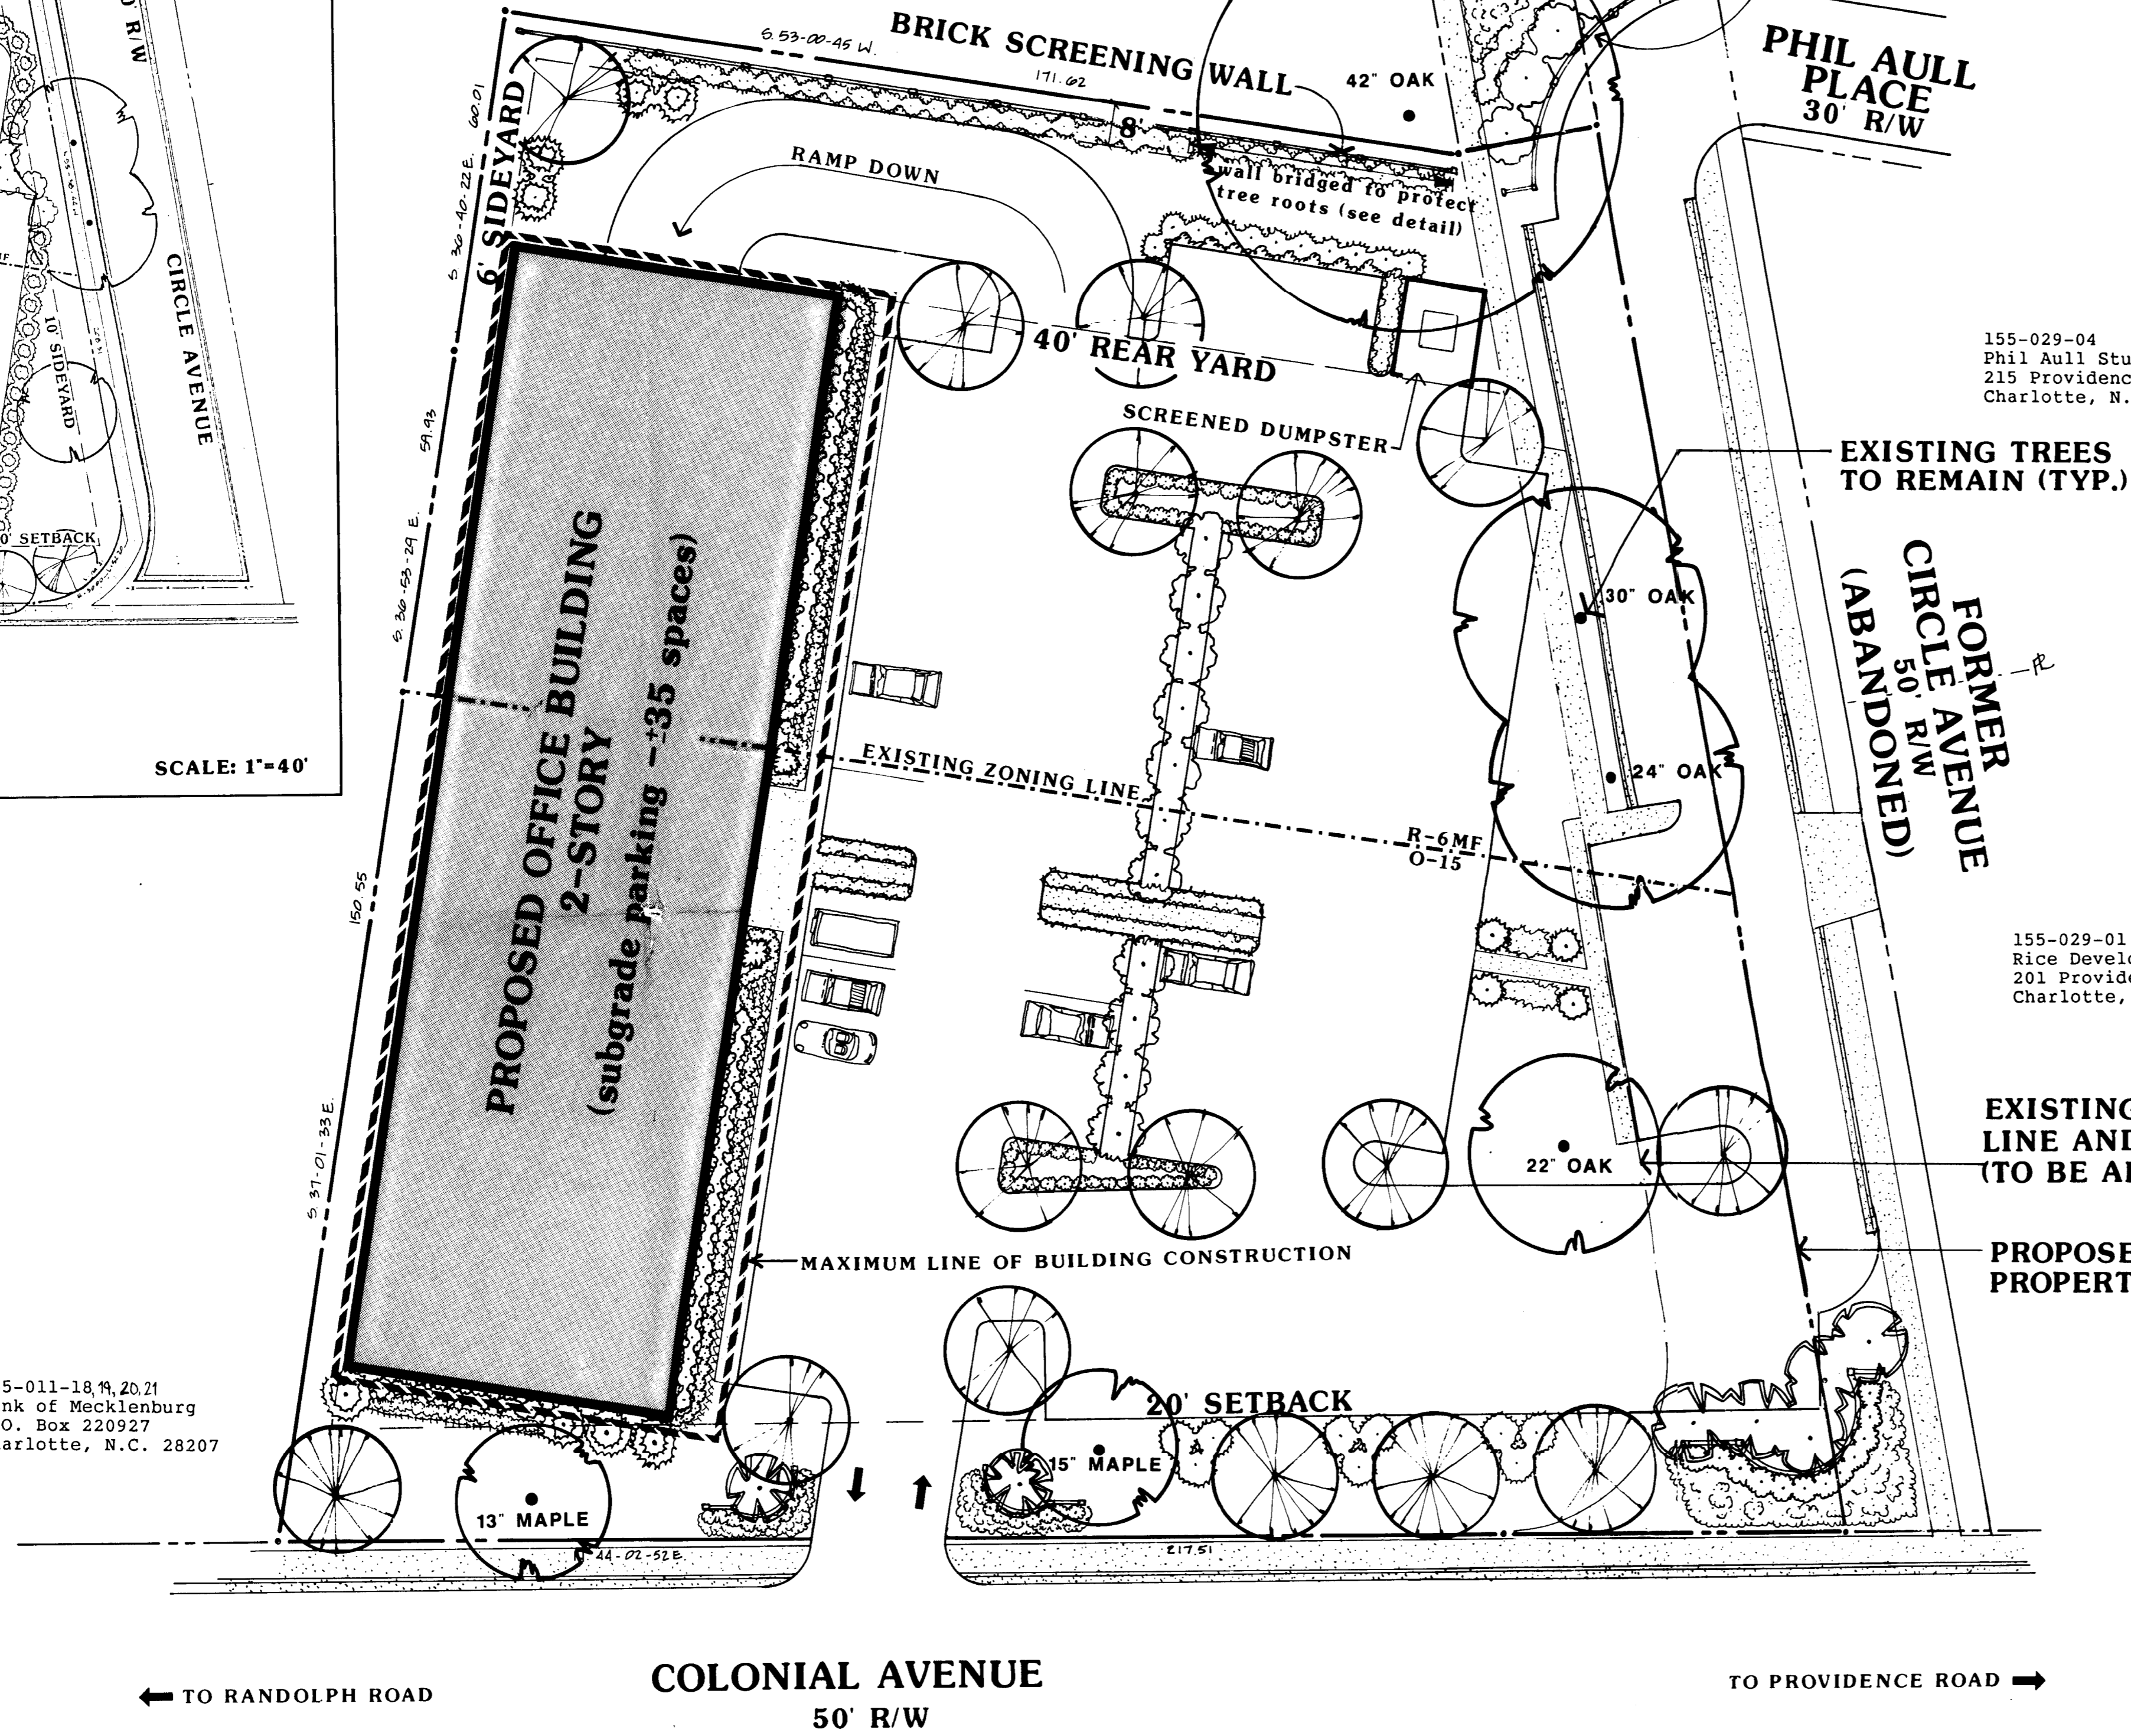 R/W
CIRCLE AVENUE
10' SIDEYARD
0' SETBACK
SCALE: 1"=40'
BRICK SCREENING WALL
S. 53-00-45 W.
171.62
42" OAK
PHIL AULL
PLACE
30' R/W
60.01
S 36-40-22 E.
6' SIDEYARD
8'
RAMP DOWN
wall bridged to protect
tree roots (see detail)
40' REAR YARD
SCREENED DUMPSTER
155-029-04
Phil Aull Stu
215 Providenc
Charlotte, N.
EXISTING TREES
TO REMAIN (TYP.)
59.93
S. 36-53-29 E.
PROPOSED OFFICE BUILDING
2-STORY
(subgrade parking -±35 spaces)
30" OAK
24" OAK
FORMER
CIRCLE AVENUE
50' R/W
(ABANDONED)
EXISTING ZONING LINE
R-6MF
O-15
150.55
S. 37-01-33 E.
155-029-01
Rice Develo
201 Provide
Charlotte,
EXISTING
LINE AND
(TO BE A
22" OAK
MAXIMUM LINE OF BUILDING CONSTRUCTION
PROPOSE
PROPERT
5-011-18,19,20,21
nk of Mecklenburg
O. Box 220927
arlotte, N.C. 28207
20' SETBACK
15" MAPLE
13" MAPLE
44-02-52 E.
217.51
COLONIAL AVENUE
50' R/W
TO RANDOLPH ROAD
TO PROVIDENCE ROAD